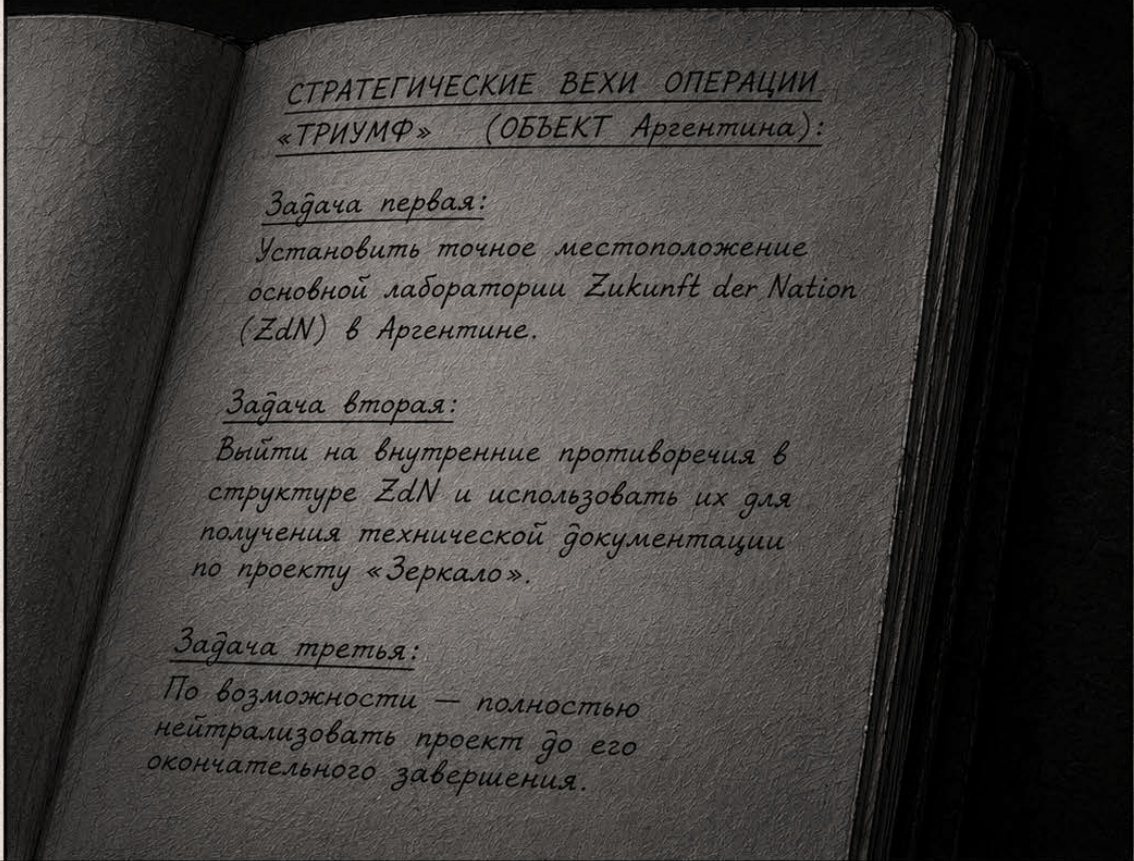 СТРАТЕГИЧЕСКИЕ ВЕХИ ОПЕРАЦИИ
«ТРИУМФ» (ОБЪЕКТ Аргентина):
Задача первая:
Установить точное местоположение
основной лаборатории Zukunft der Nation
(ZdN) в Аргентине.
Задача вторая:
Выйти на внутренние противоречия в
структуре ZdN и использовать их для
получения технической документации
по проекту «Зеркало».
Задача третья:
По возможности — полностью
нейтрализовать проект до его
окончательного завершения.